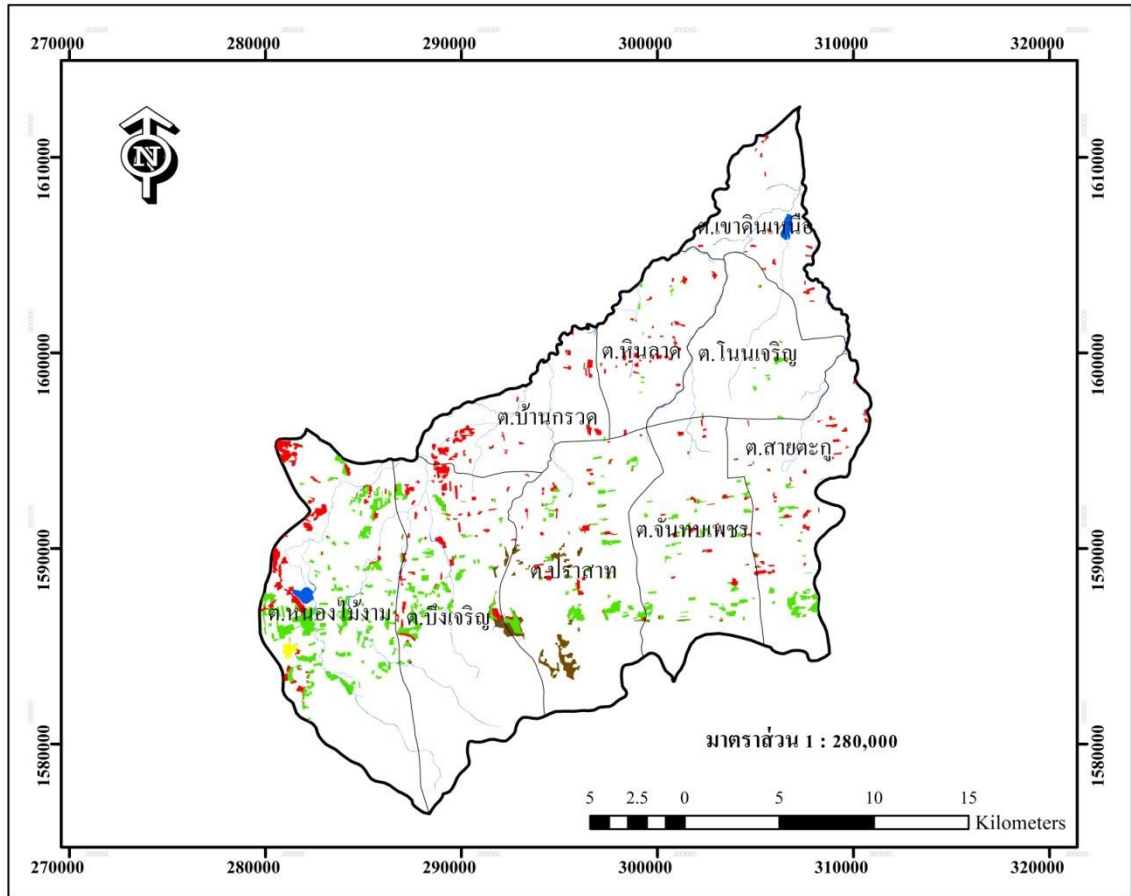 270000 280000 290000 300000 310000 320000
1610000 1610000
N
ต.เขาดินเหนือ
1600000 1600000
ต.หินลาด ต.โนนเจริญ
ต.บ้านกรวด
ต.สายตะกู
1590000 1590000
ต.จันทบเพชร
ต.ปราสาท
ต.หนองไม้งาม ต.บึงเจริญ
1580000 1580000
มาตราส่วน 1 : 280,000
5 2.5 0 5 10 15
Kilometers
270000 280000 290000 300000 310000 320000